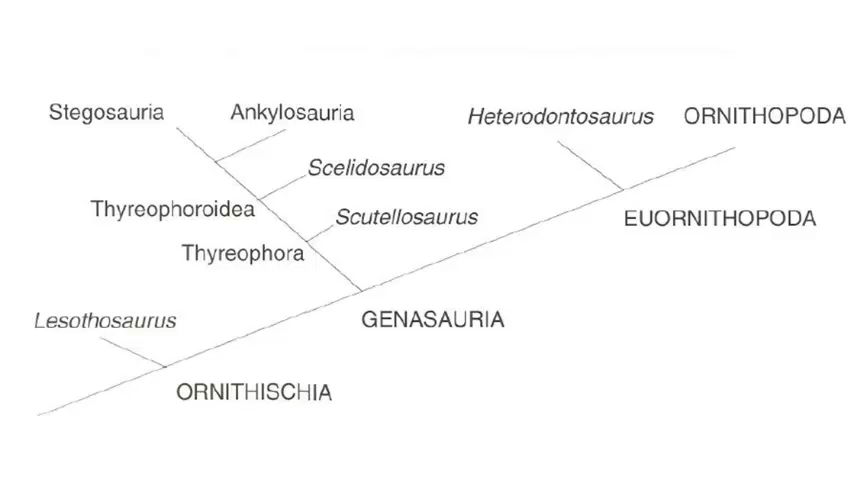 Stegosauria
Ankylosauria
Heterodontosaurus
ORNITHOPODA
Scelidosaurus
Thyreophoroidea
Scutellosaurus
EUORNITHOPODA
Thyreophora
Lesothosaurus
GENASAURIA
ORNITHISCHIA